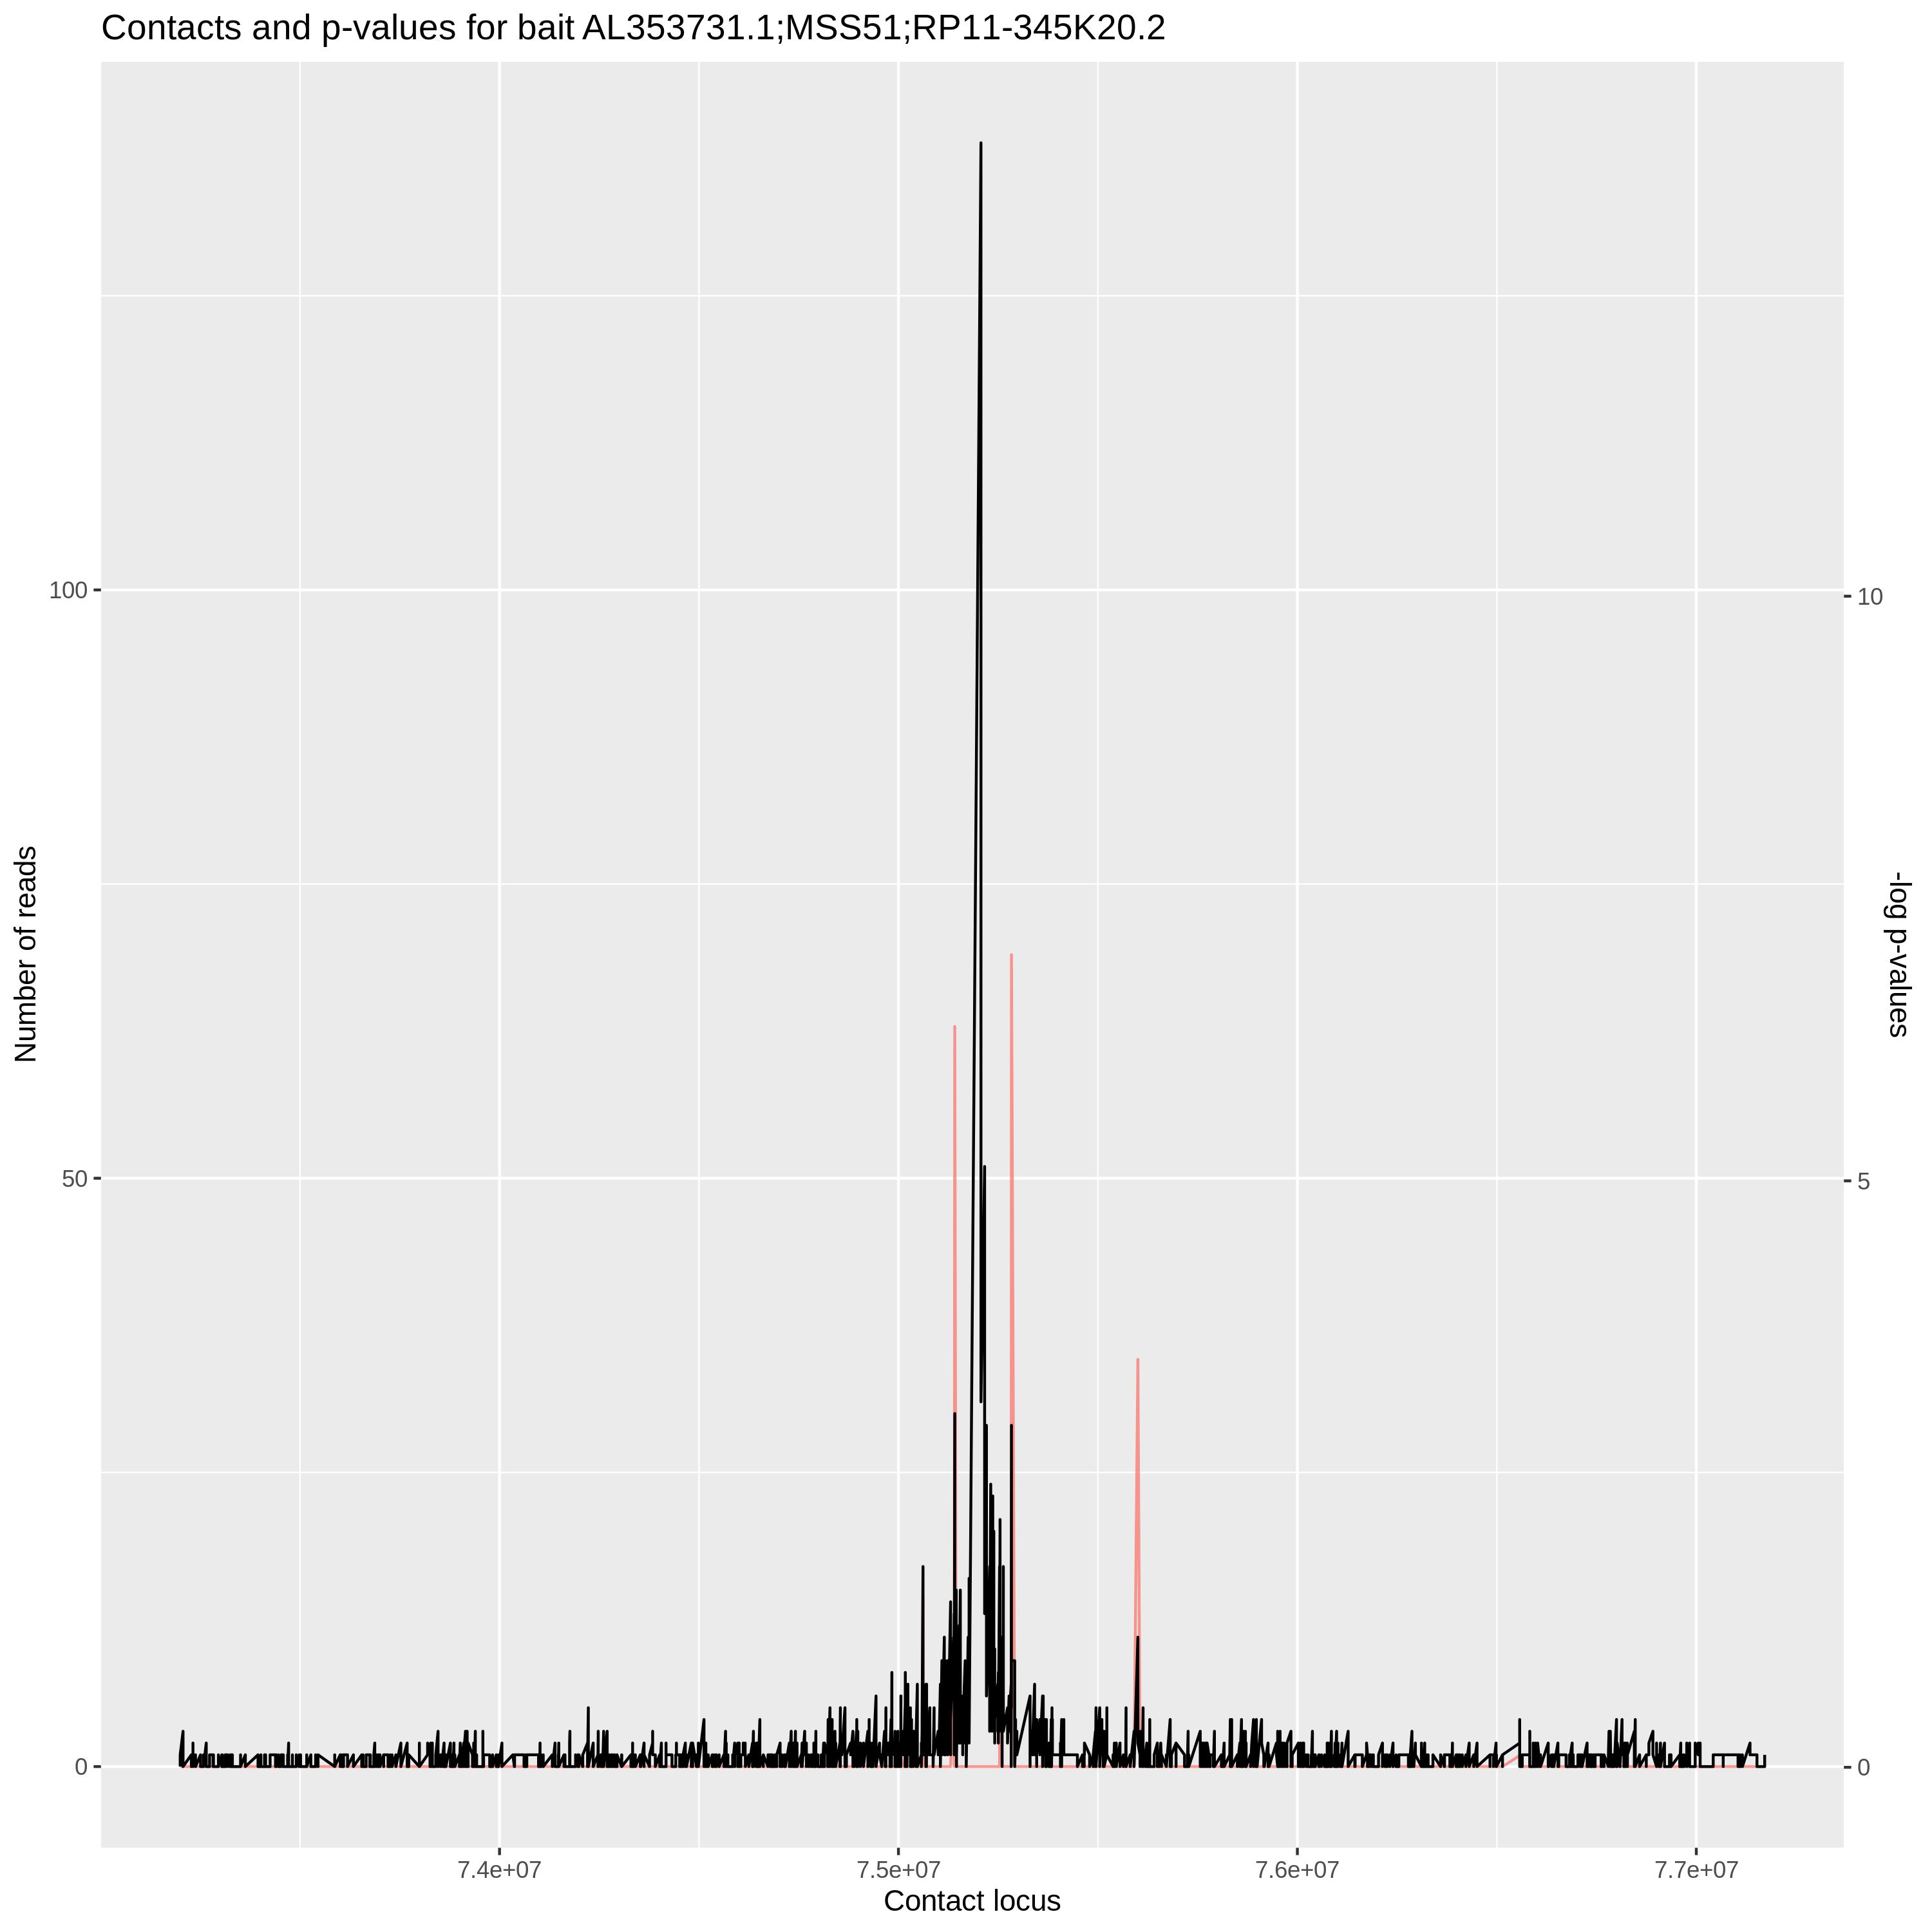 Contacts and p-values for bait AL353731.1;MSS51;RP11-345K20.2
Number of reads
100
50
0
10
5
0
-log p-values
7.4e+07 7.5e+07 7.6e+07 7.7e+07
Contact locus